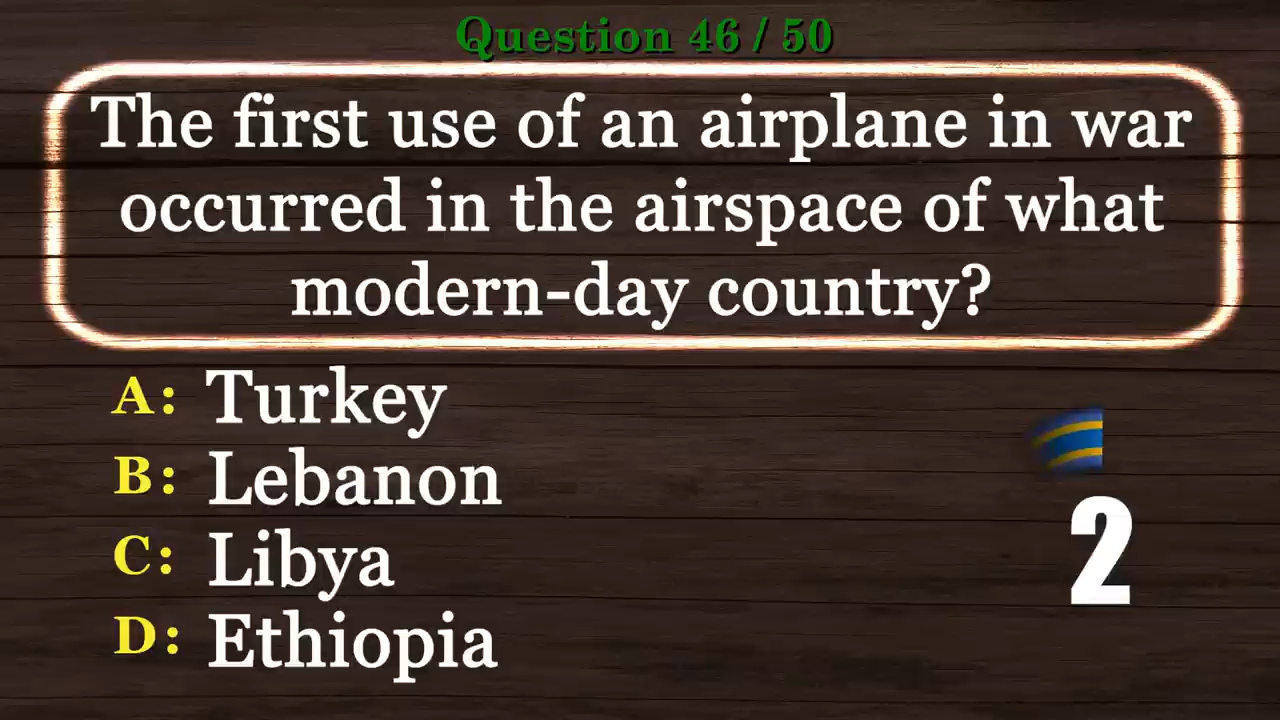 Question 46 / 50
The first use of an airplane in war
occurred in the airspace of what
modern-day country?
A: Turkey
B: Lebanon
C: Libya
D: Ethiopia
2